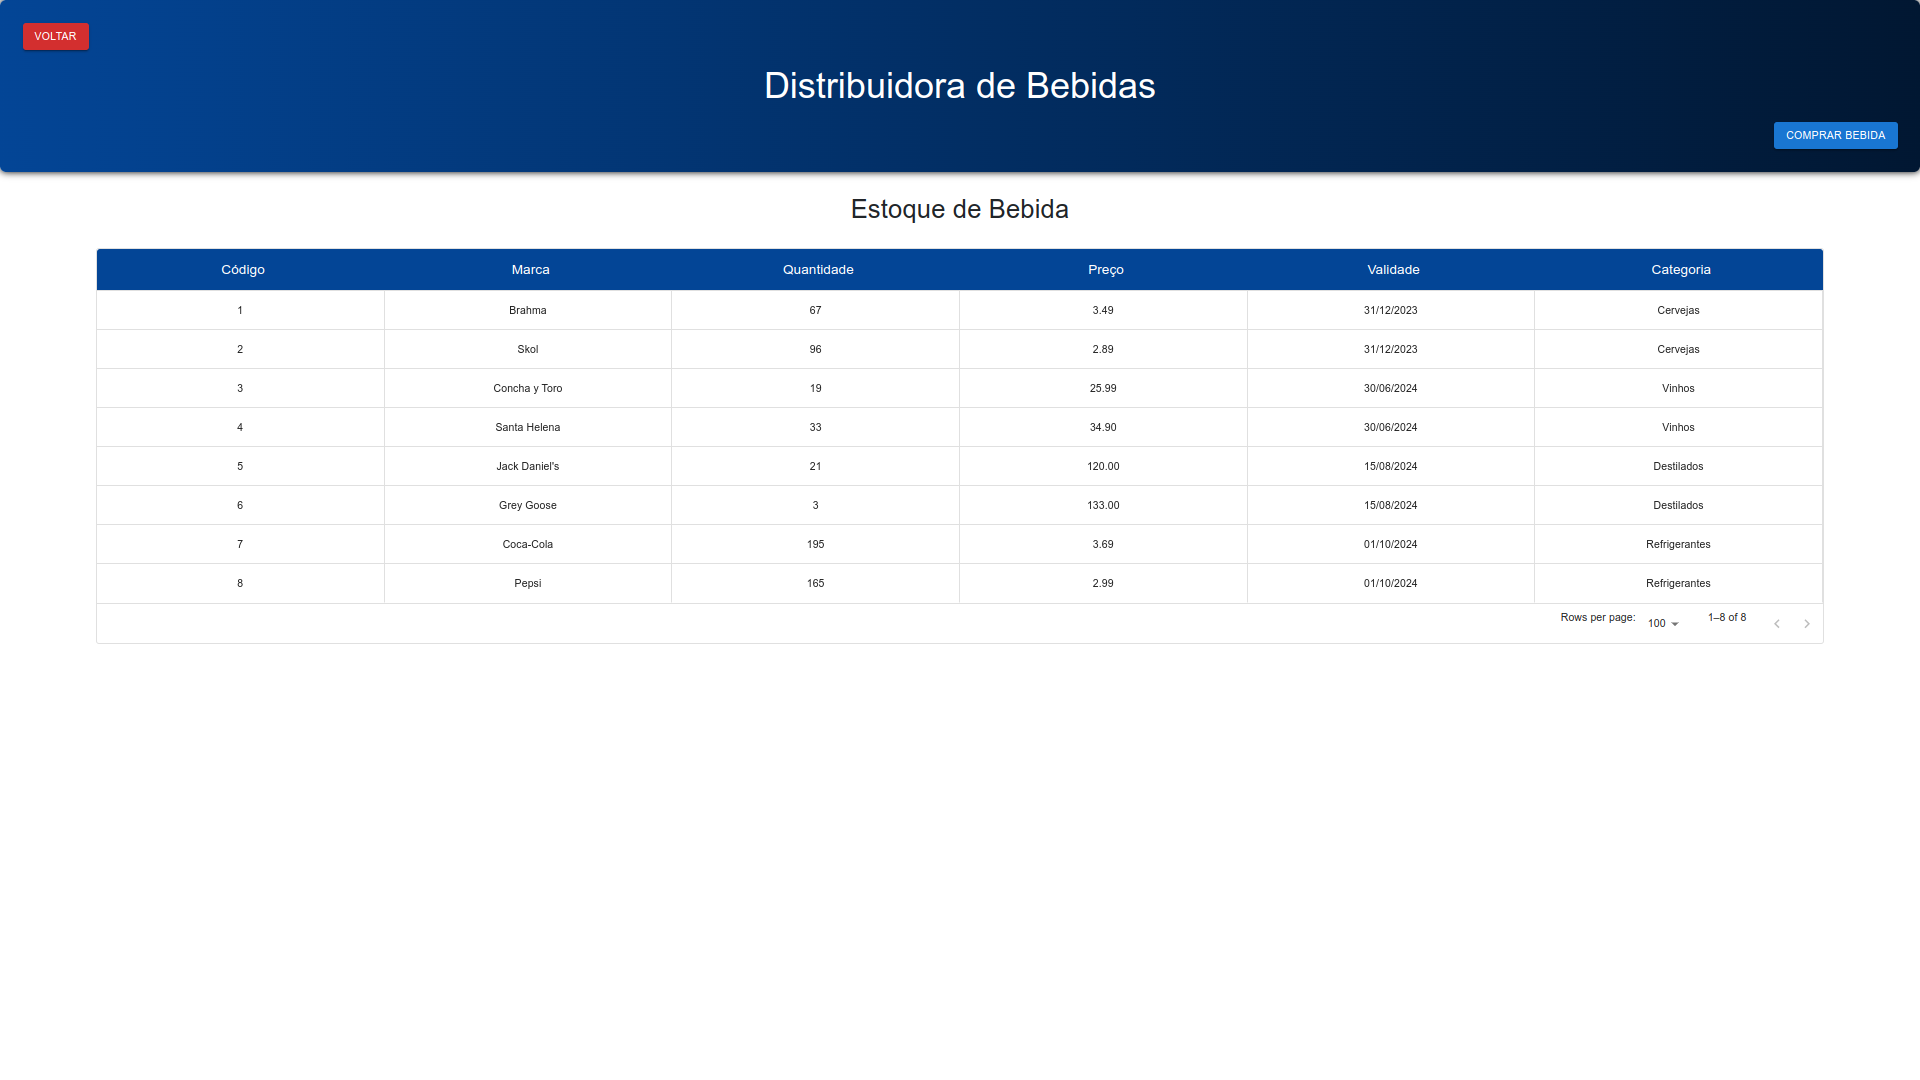 VOLTAR
Distribuidora de Bebidas
COMPRAR BEBIDA
Estoque de Bebida
Código Marca Quantidade Preço Validade Categoria
1 Brahma 67 3.49 31/12/2023 Cervejas
2 Skol 96 2.89 31/12/2023 Cervejas
3 Concha y Toro 19 25.99 30/06/2024 Vinhos
4 Santa Helena 33 34.90 30/06/2024 Vinhos
5 Jack Daniel's 21 120.00 15/08/2024 Destilados
6 Grey Goose 3 133.00 15/08/2024 Destilados
7 Coca-Cola 195 3.69 01/10/2024 Refrigerantes
8 Pepsi 165 2.99 01/10/2024 Refrigerantes
Rows per page: 100 1–8 of 8